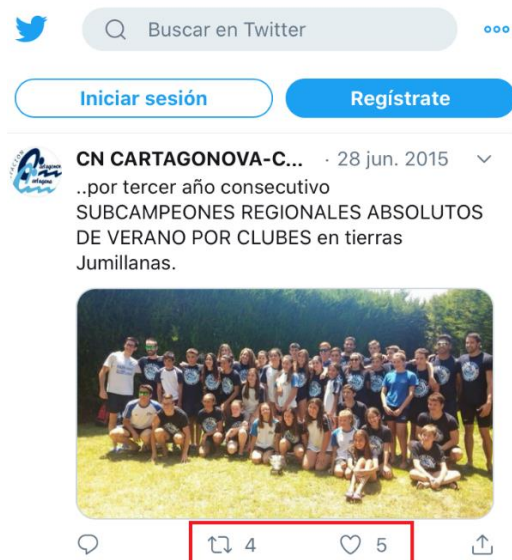 Buscar en Twitter
Iniciar sesión
Regístrate
CN CARTAGONOVA-C... · 28 jun. 2015
..por tercer año consecutivo
SUBCAMPEONES REGIONALES ABSOLUTOS
DE VERANO POR CLUBES en tierras
Jumillanas.
4
5